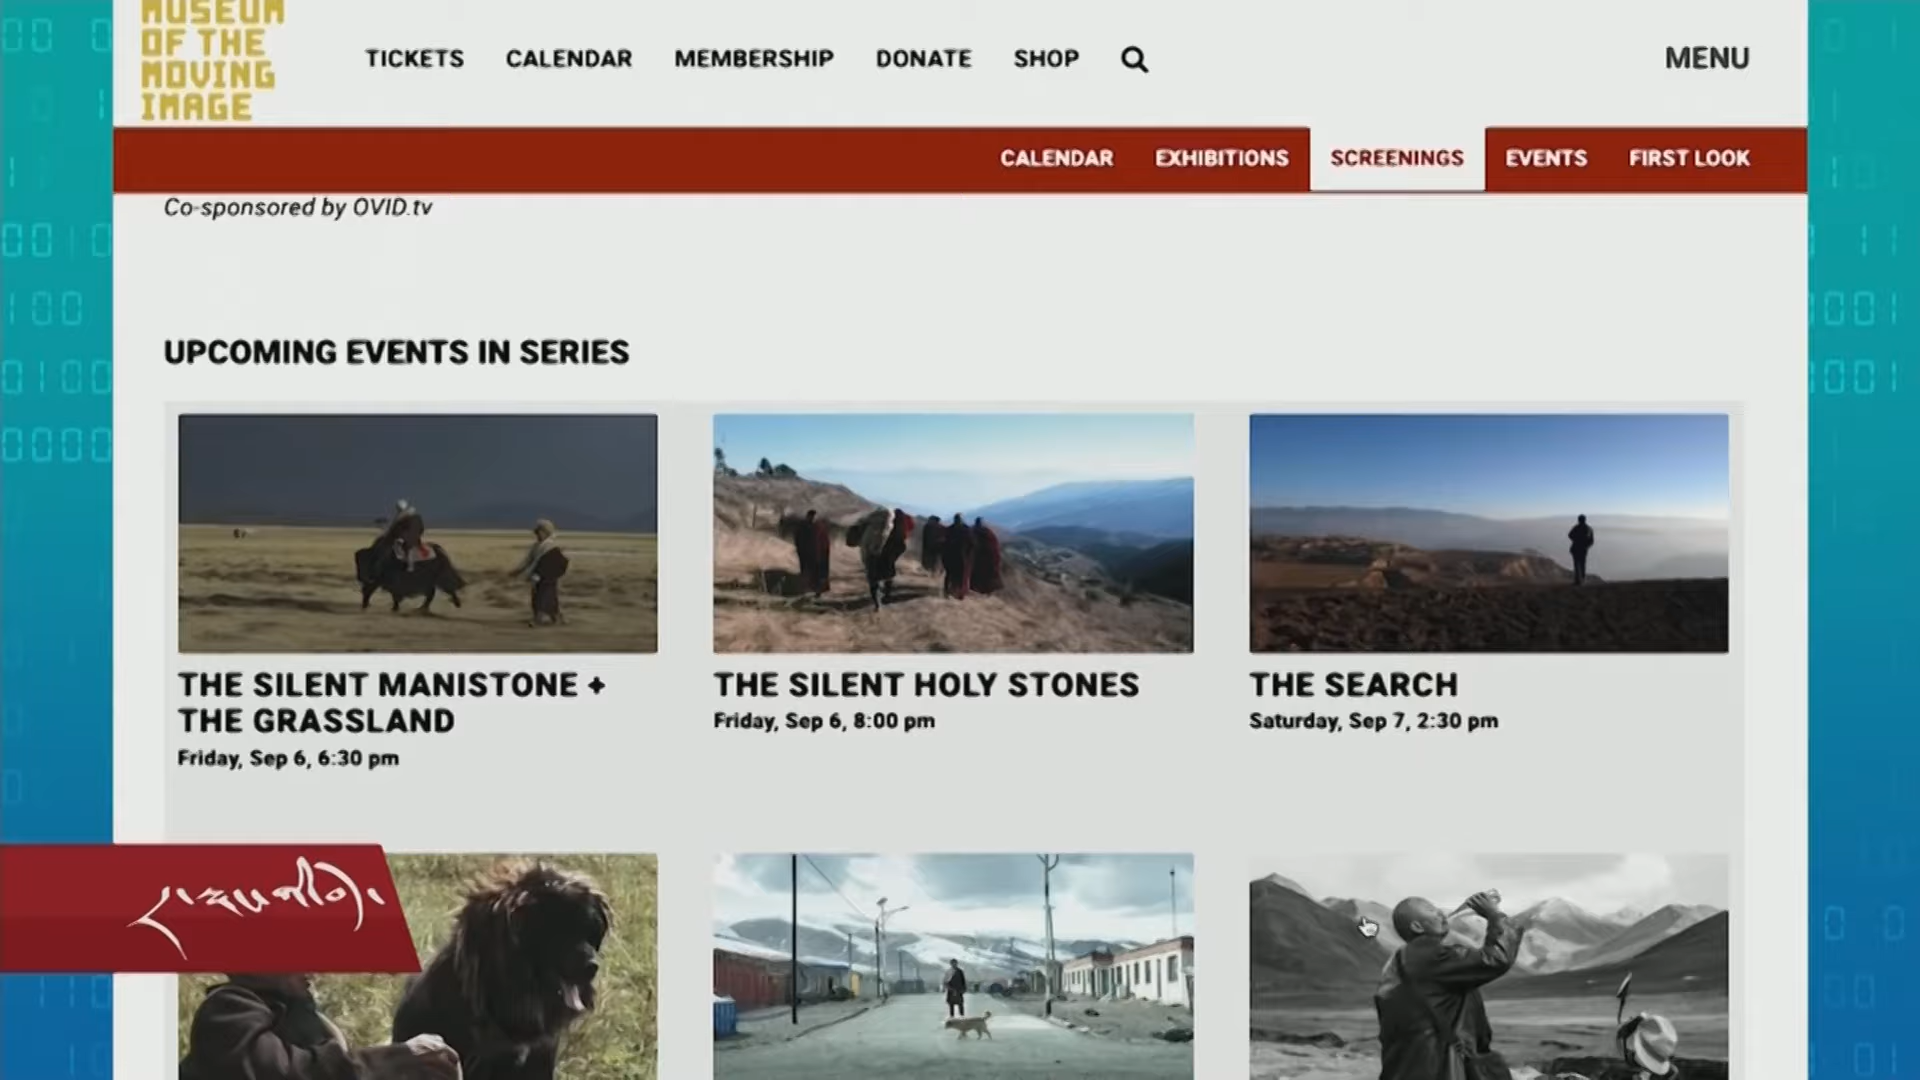 MUSEUM
OF THE
MOVING
IMAGE
TICKETS CALENDAR MEMBERSHIP DONATE SHOP
MENU
CALENDAR EXHIBITIONS SCREENINGS EVENTS FIRST LOOK
Co-sponsored by OVID.tv
UPCOMING EVENTS IN SERIES
THE SILENT MANISTONE +
THE GRASSLAND
Friday, Sep 6, 6:30 pm
THE SILENT HOLY STONES
Friday, Sep 6, 8:00 pm
THE SEARCH
Saturday, Sep 7, 2:30 pm